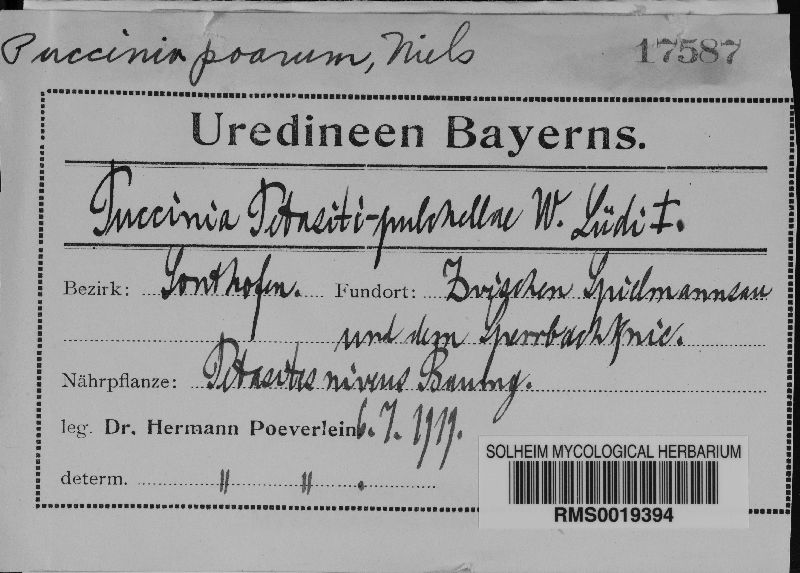 Puccinia poarum, Niels
17587
Uredineen Bayerns.
Puccinia Petasiti-pulchellae W. Lüdi I.
Bezirk: Sonthofen. Fundort: Zwischen Spielmannsau
und dem Sperrbachknie.
Nährpflanze: Petasites niveus Baumg.
leg. Dr. Hermann Poeverlein 6. 7. 1919.
determ. " " .
SOLHEIM MYCOLOGICAL HERBARIUM
RMS0019394